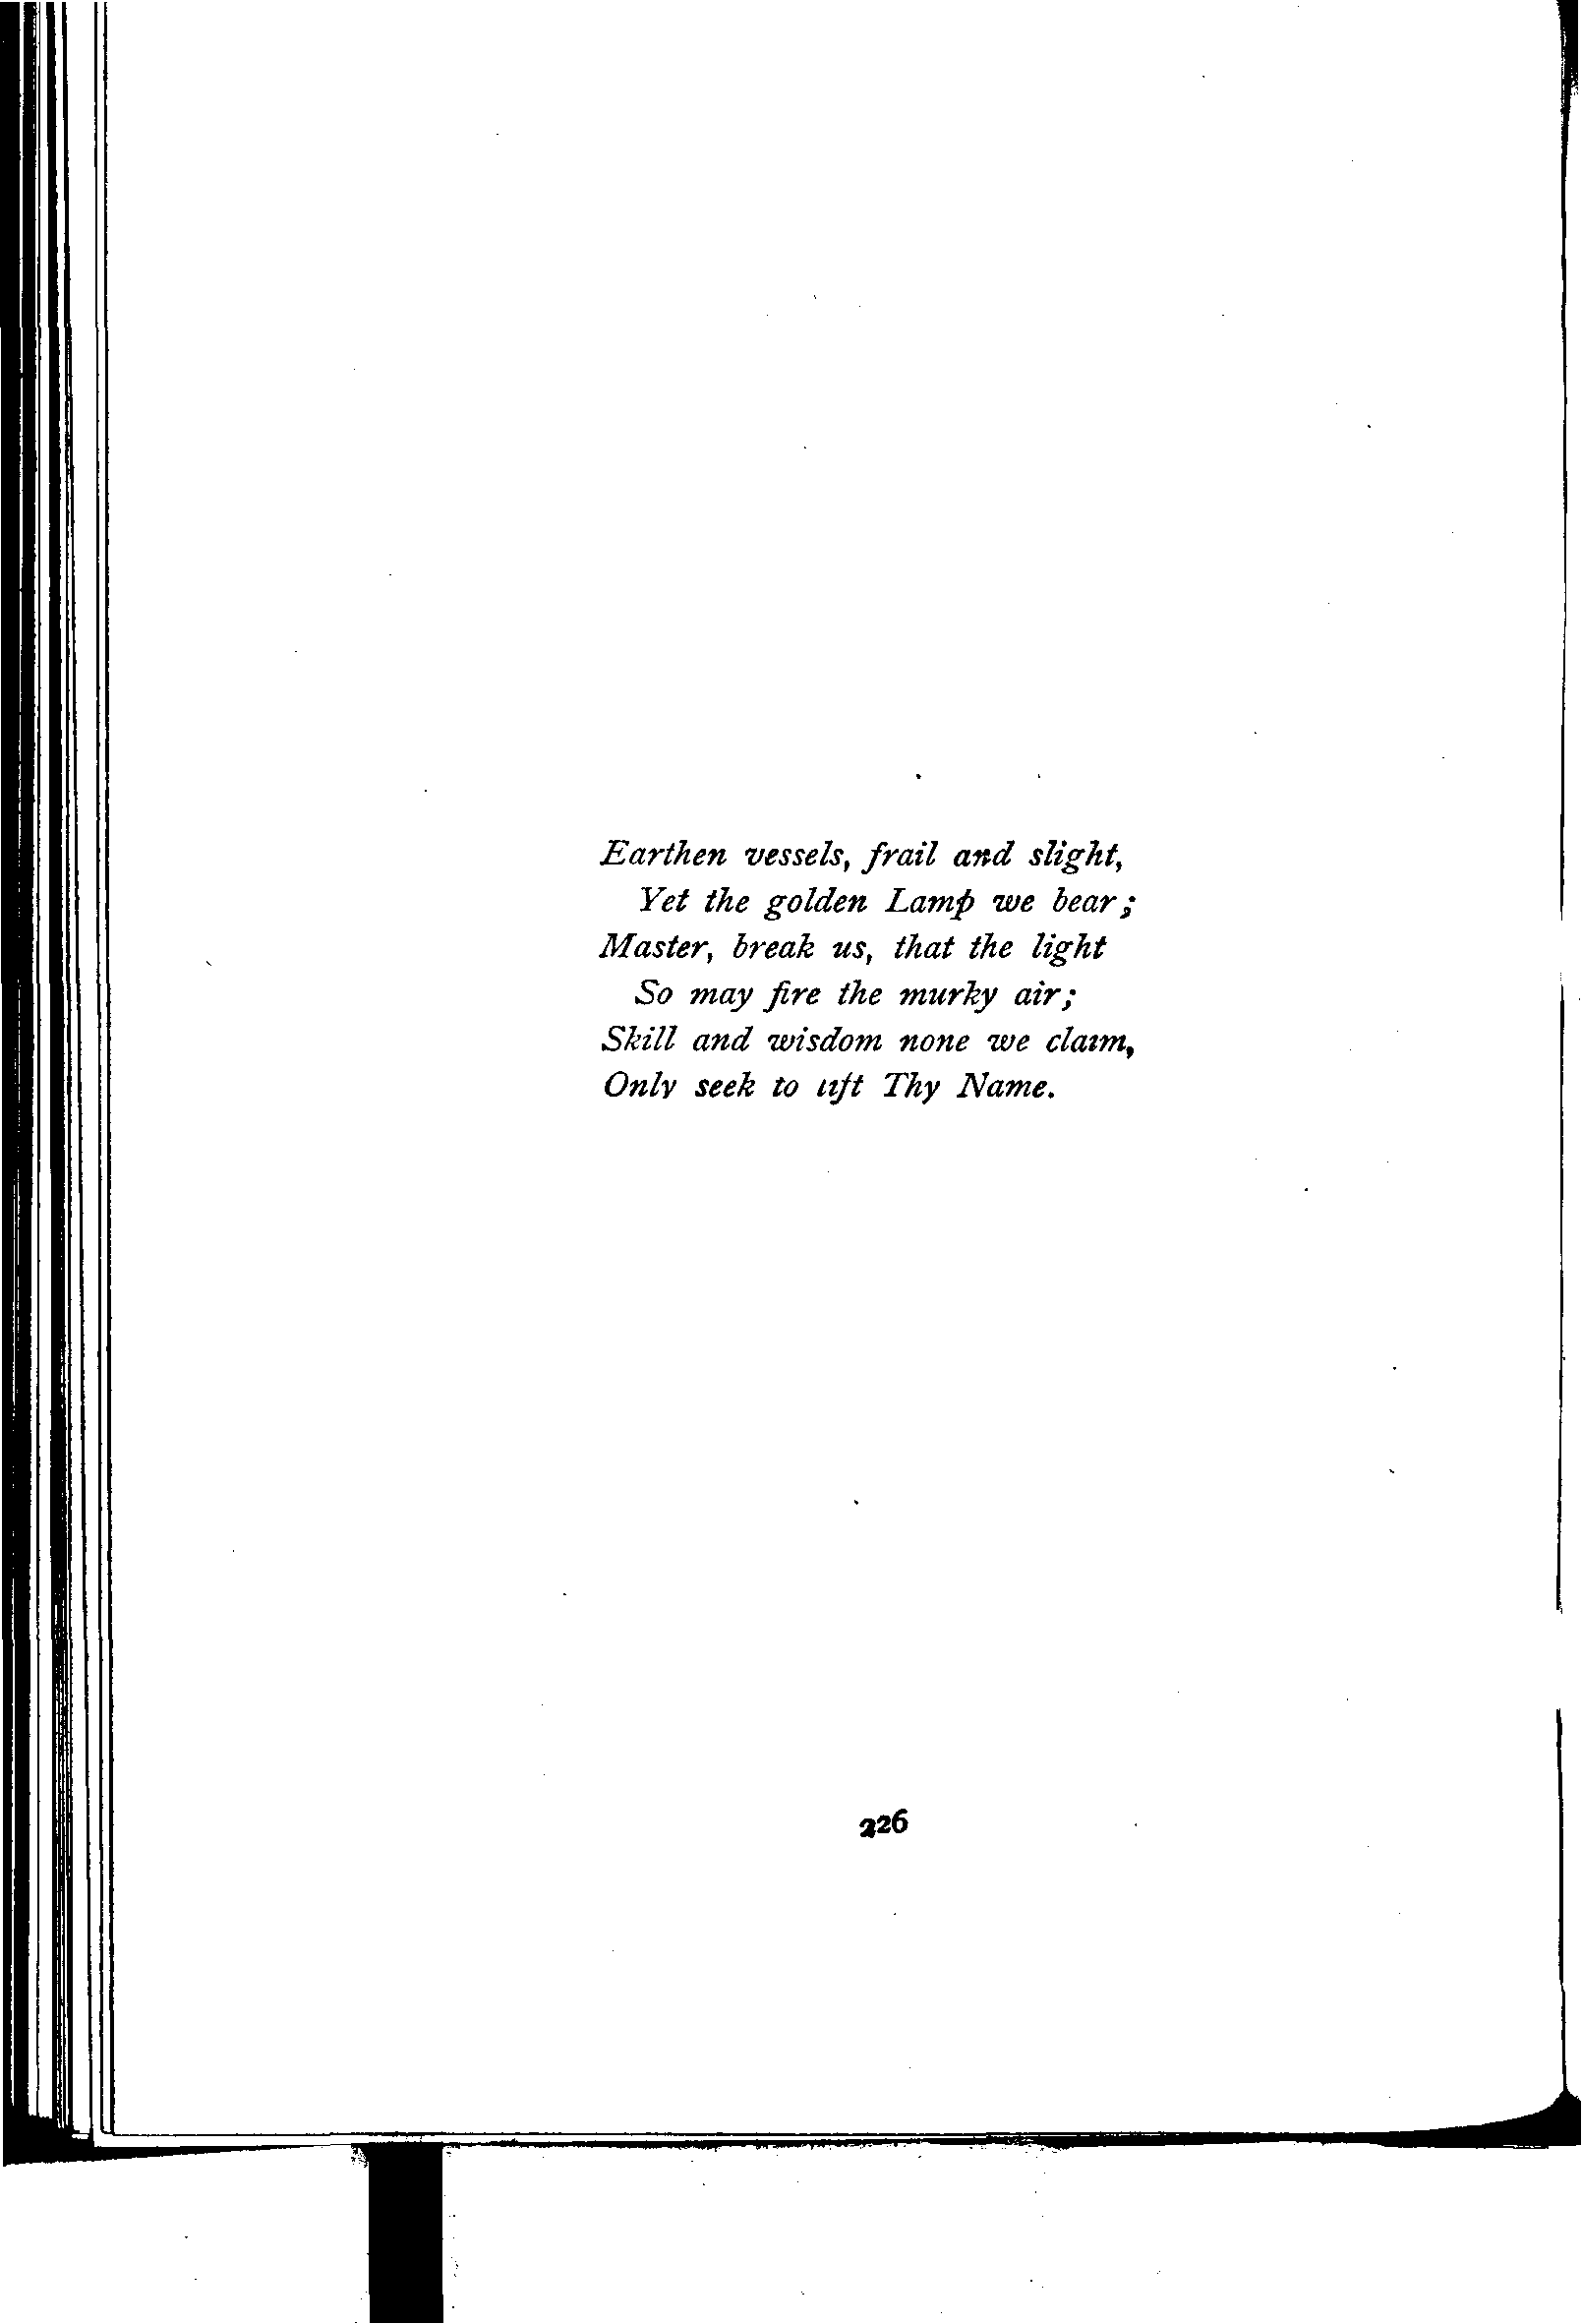 Earthen vessels, frail and slight,
Yet the golden Lamp we bear;
Master, break us, that the light
So may fire the murky air;
Skill and wisdom none we claim,
Only seek to lift Thy Name.
226